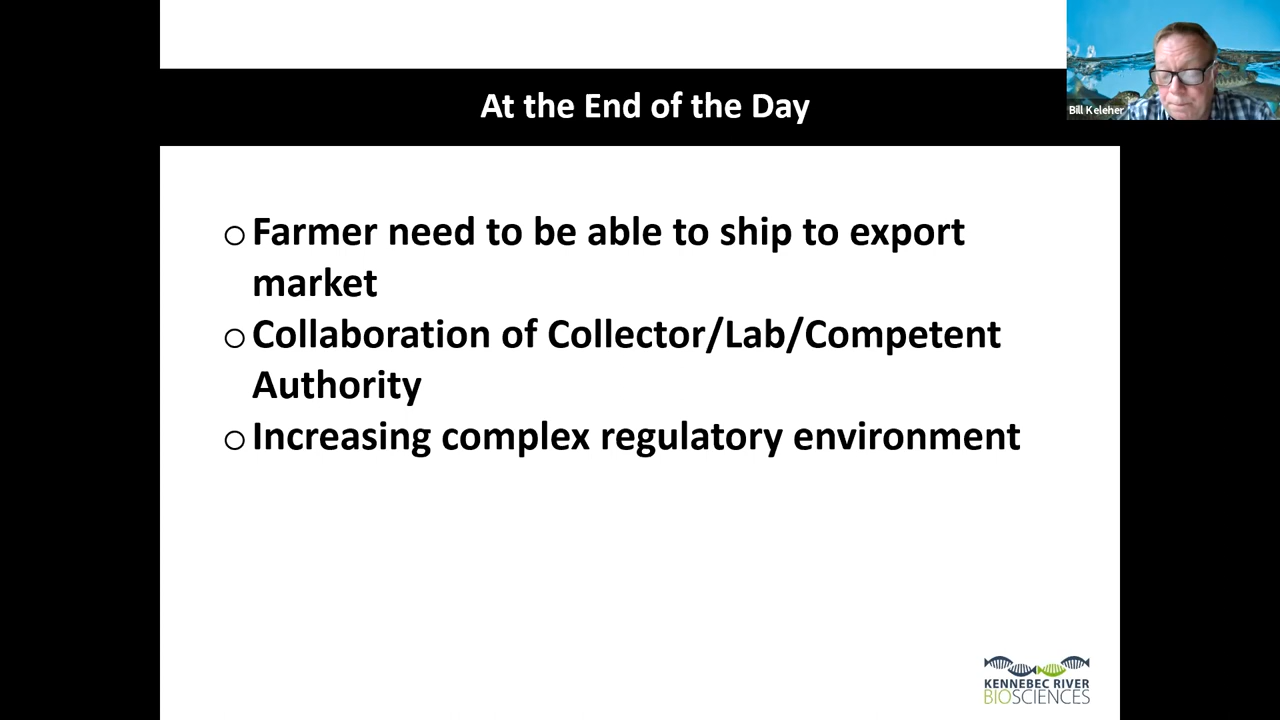 At the End of the Day
Bill Keleher
○ Farmer need to be able to ship to export
market
○ Collaboration of Collector/Lab/Competent
Authority
○ Increasing complex regulatory environment
KENNEBEC RIVER
BIOSCIENCES